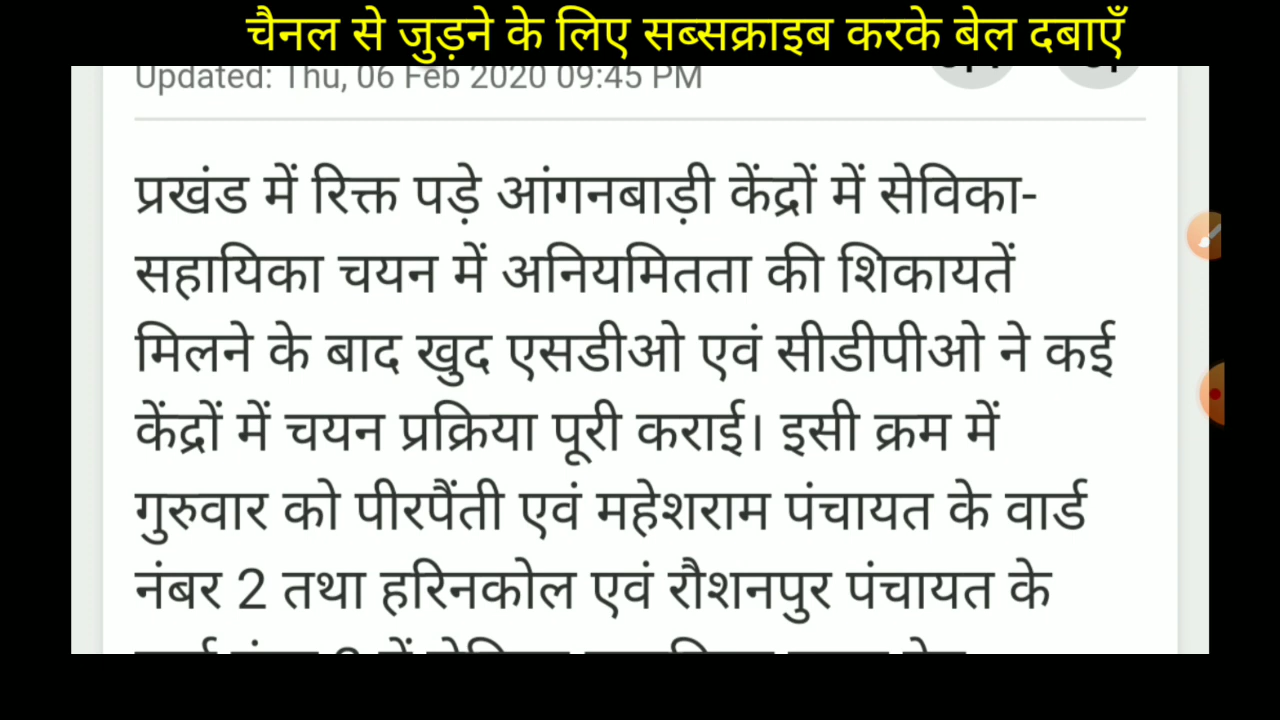 चैनल से जुड़ने के लिए सब्सक्राइब करके बेल दबाएँ
Updated: Thu, 06 Feb 2020 09:45 PM
प्रखंड में रिक्त पड़े आंगनबाड़ी केंद्रों में सेविका-
सहायिका चयन में अनियमितता की शिकायतें
मिलने के बाद खुद एसडीओ एवं सीडीपीओ ने कई
केंद्रों में चयन प्रक्रिया पूरी कराई। इसी क्रम में
गुरुवार को पीरपैंती एवं महेशराम पंचायत के वार्ड
नंबर 2 तथा हरिनकोल एवं रौशनपुर पंचायत के